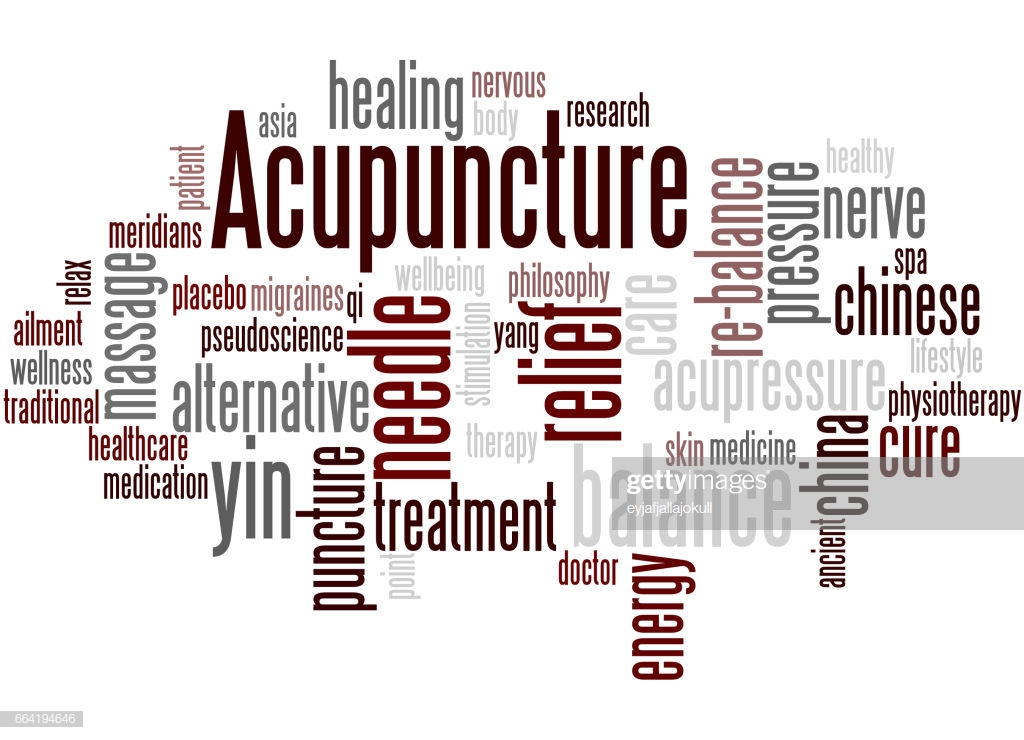 healing
nervous
body
research
asia
Acupuncture
patient
meridians
healthy
re-balance
pressure
nerve
relax
massage
placebo
migraines
qi
wellbeing
philosophy
care
spa
chinese
ailment
pseudoscience
needle
stimulation
yang
relief
wellness
alternative
acupressure
lifestyle
traditional
physiotherapy
healthcare
therapy
skin
medicine
china
cure
medication
yin
puncture
treatment
balance
gettyimages
eyjafjallajokull
point
doctor
ancient
energy
664194646